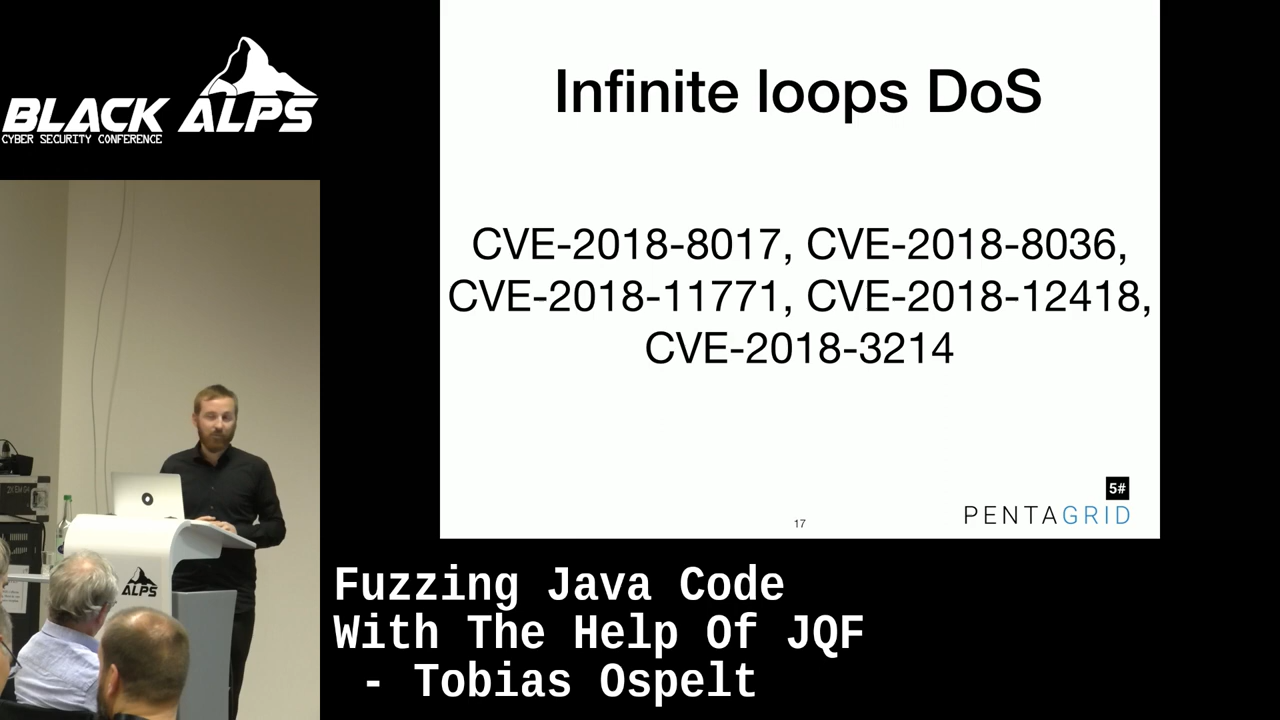 BLACK ALPS
CYBER SECURITY CONFERENCE
Infinite loops DoS
CVE-2018-8017, CVE-2018-8036,
CVE-2018-11771, CVE-2018-12418,
CVE-2018-3214
17
5#
PENTAGRID
ALPS
Fuzzing Java Code
With The Help Of JQF
- Tobias Ospelt